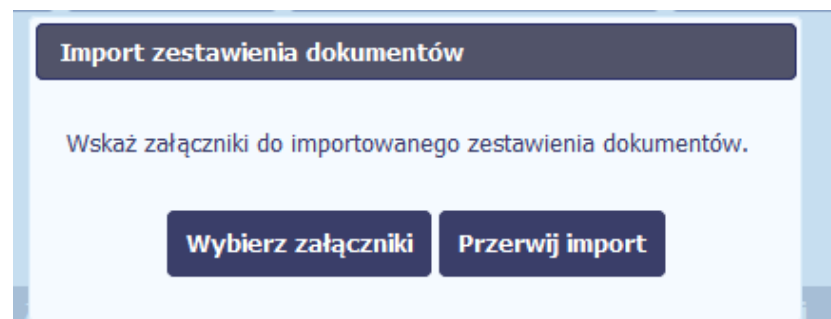 Import zestawienia dokumentów
Wskaż załączniki do importowanego zestawienia dokumentów.
Wybierz załączniki Przerwij import